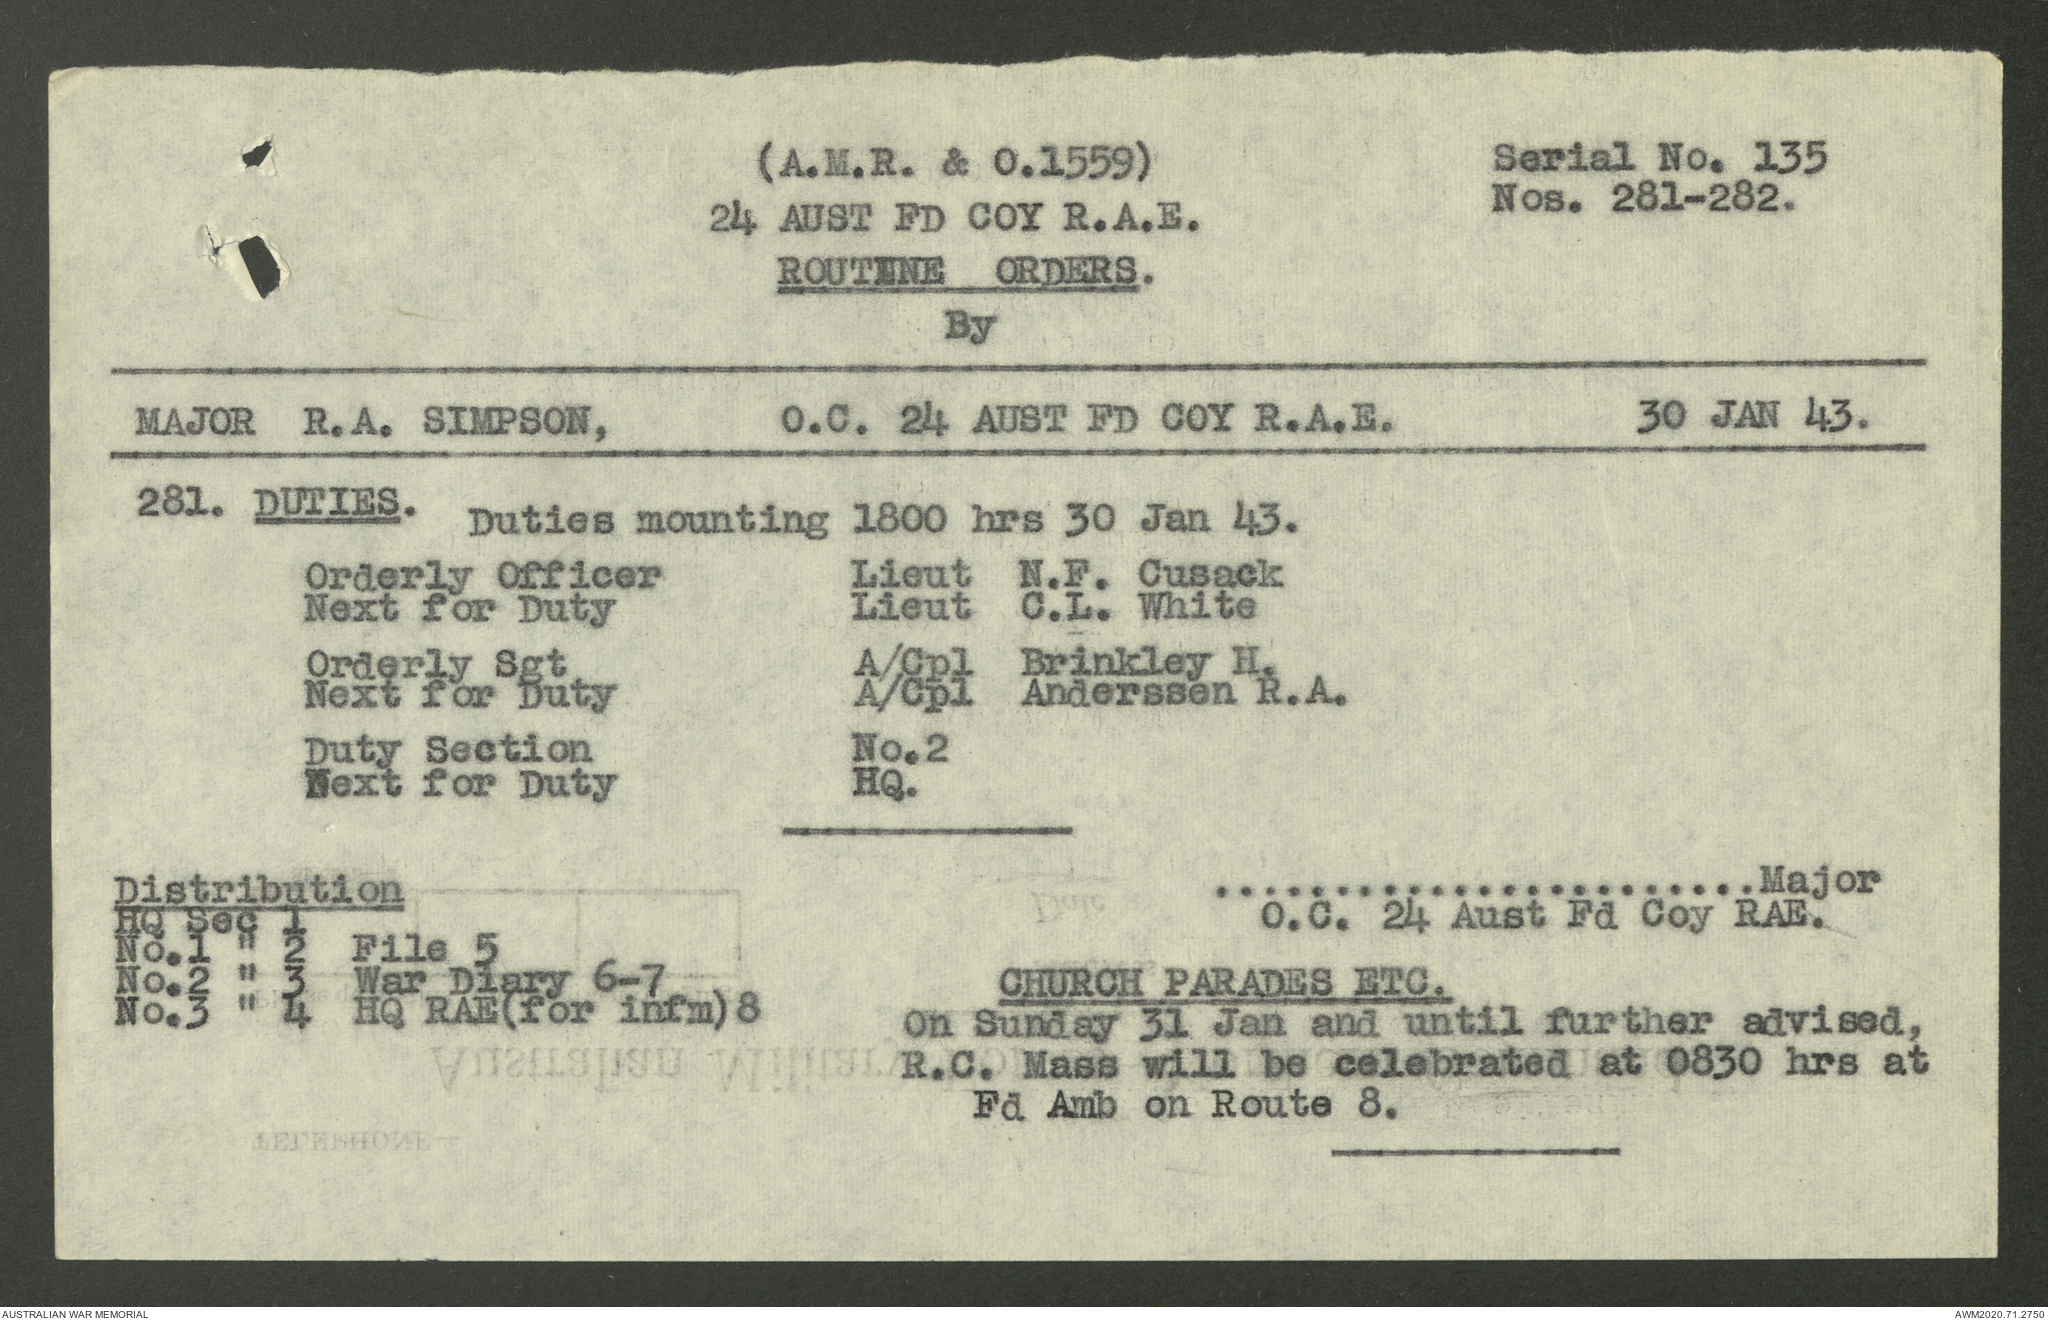 (A.M.R. & O.1559)
Serial No. 135
Nos. 281-282.
24 AUST FD COY R.A.E.
ROUTINE ORDERS.
By
MAJOR R.A. SIMPSON, O.C. 24 AUST FD COY R.A.E. 30 JAN 43.
281. DUTIES. Duties mounting 1800 hrs 30 Jan 43.
Orderly Officer Lieut N.F. Cusack
Next for Duty Lieut C.L. White
Orderly Sgt A/Cpl Brinkley H.
Next for Duty A/Cpl Anderssen R.A.
Duty Section No.2
Next for Duty HQ.
Distribution
HQ Sec 1
No.1 " 2 File 5
No.2 " 3 War Diary 6-7
No.3 " 4 HQ RAE(for infm)8
.......................Major
O.C. 24 Aust Fd Coy RAE.
CHURCH PARADES ETC.
On Sunday 31 Jan and until further advised,
R.C. Mass will be celebrated at 0830 hrs at
Fd Amb on Route 8.
Date
Australian Military
TELEPHONE
AUSTRALIAN WAR MEMORIAL
AWM2020.71.2750